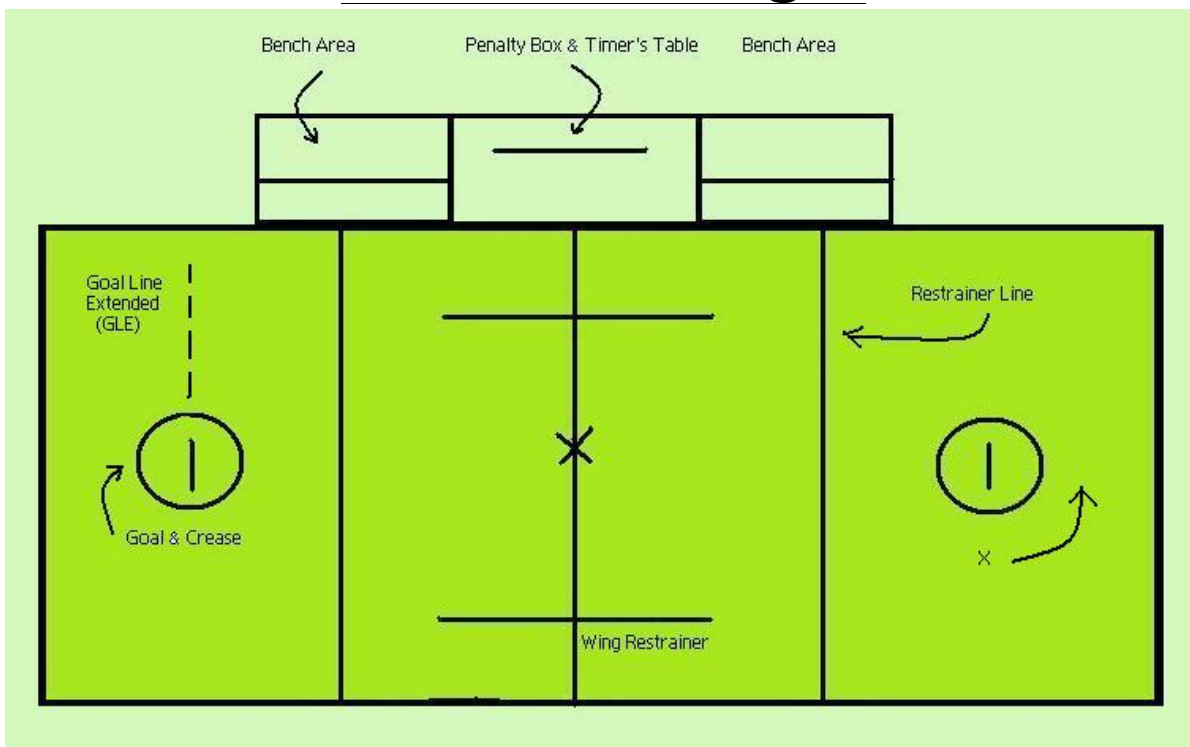 Bench Area
Penalty Box & Timer's Table
Bench Area
Goal Line
Extended
(GLE)
Restrainer Line
Goal & Crease
X
Wing Restrainer